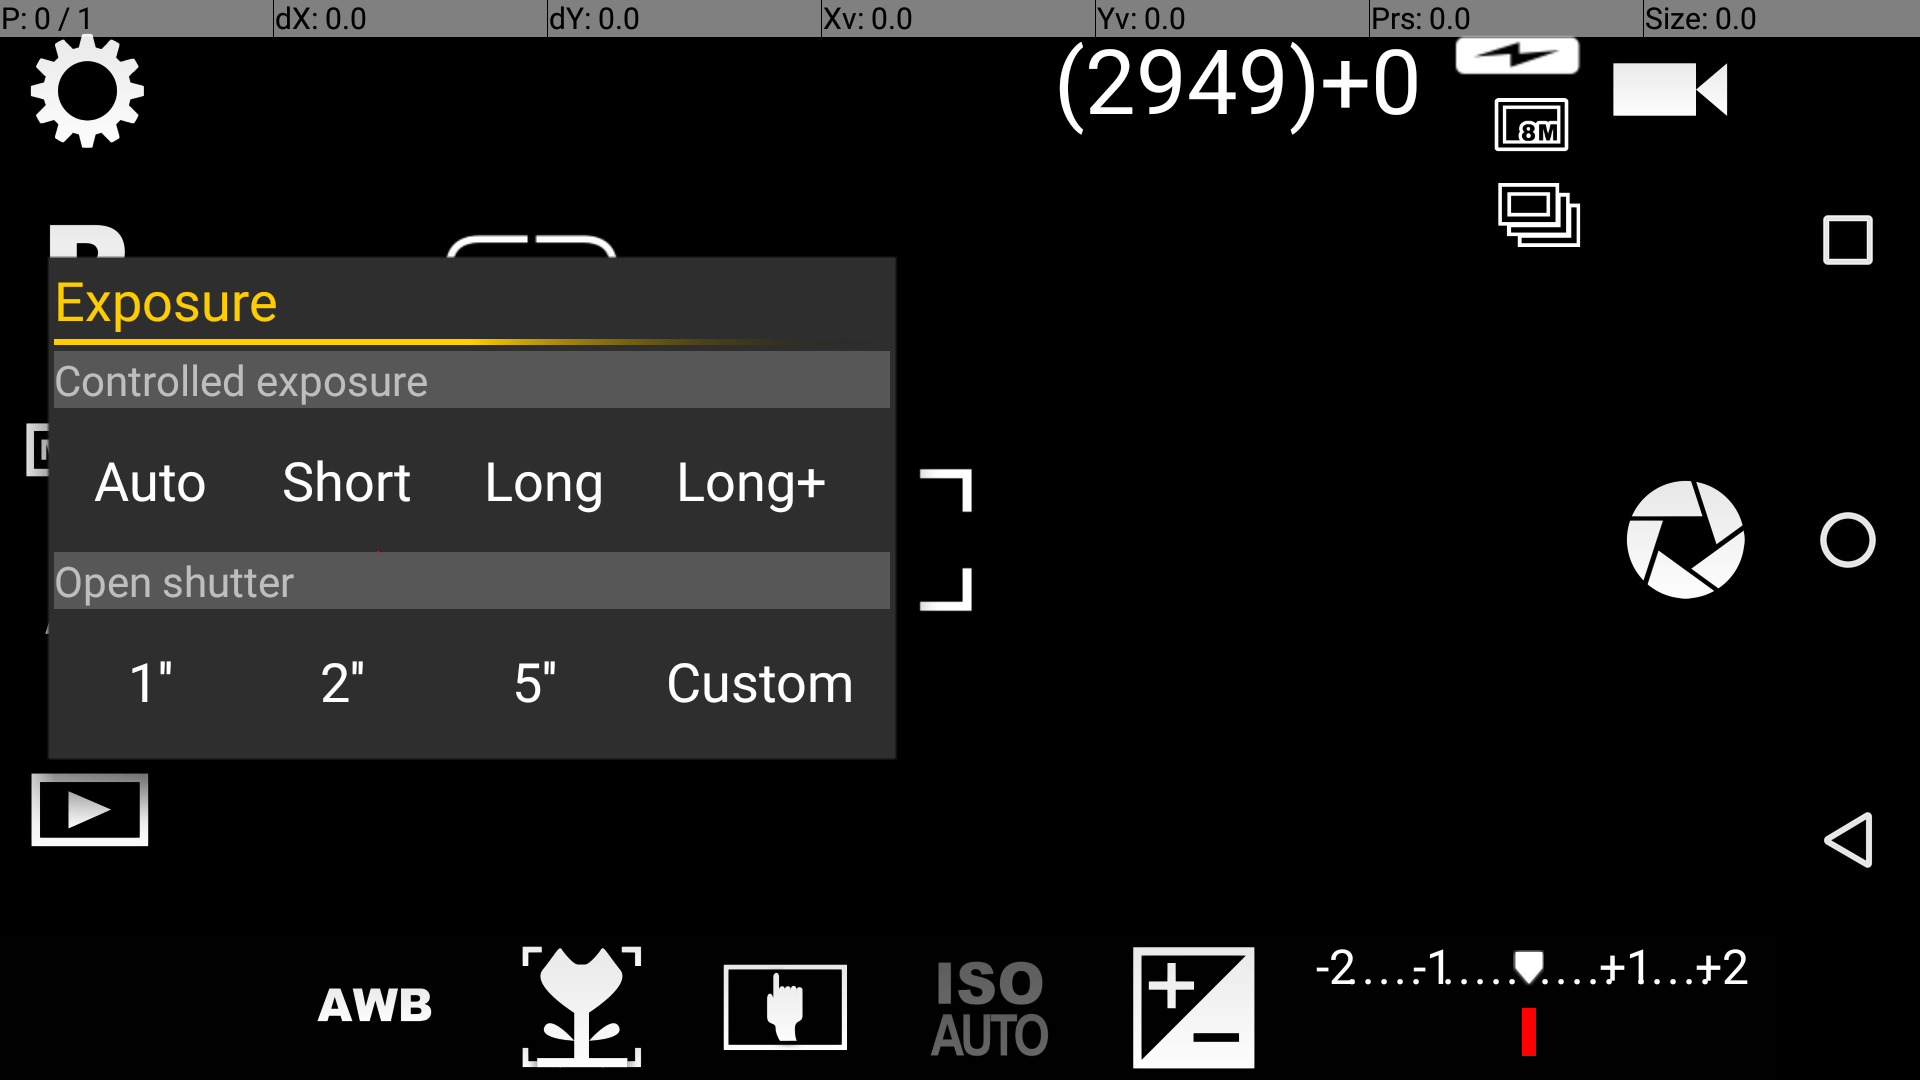 P: 0 / 1 dX: 0.0 dY: 0.0 Xv: 0.0 Yv: 0.0 Prs: 0.0 Size: 0.0
(2949)+0
8M
Exposure
Controlled exposure
Auto Short Long Long+
Open shutter
1" 2" 5" Custom
-2....-1..... ....+1...+2
AWB
ISO
AUTO